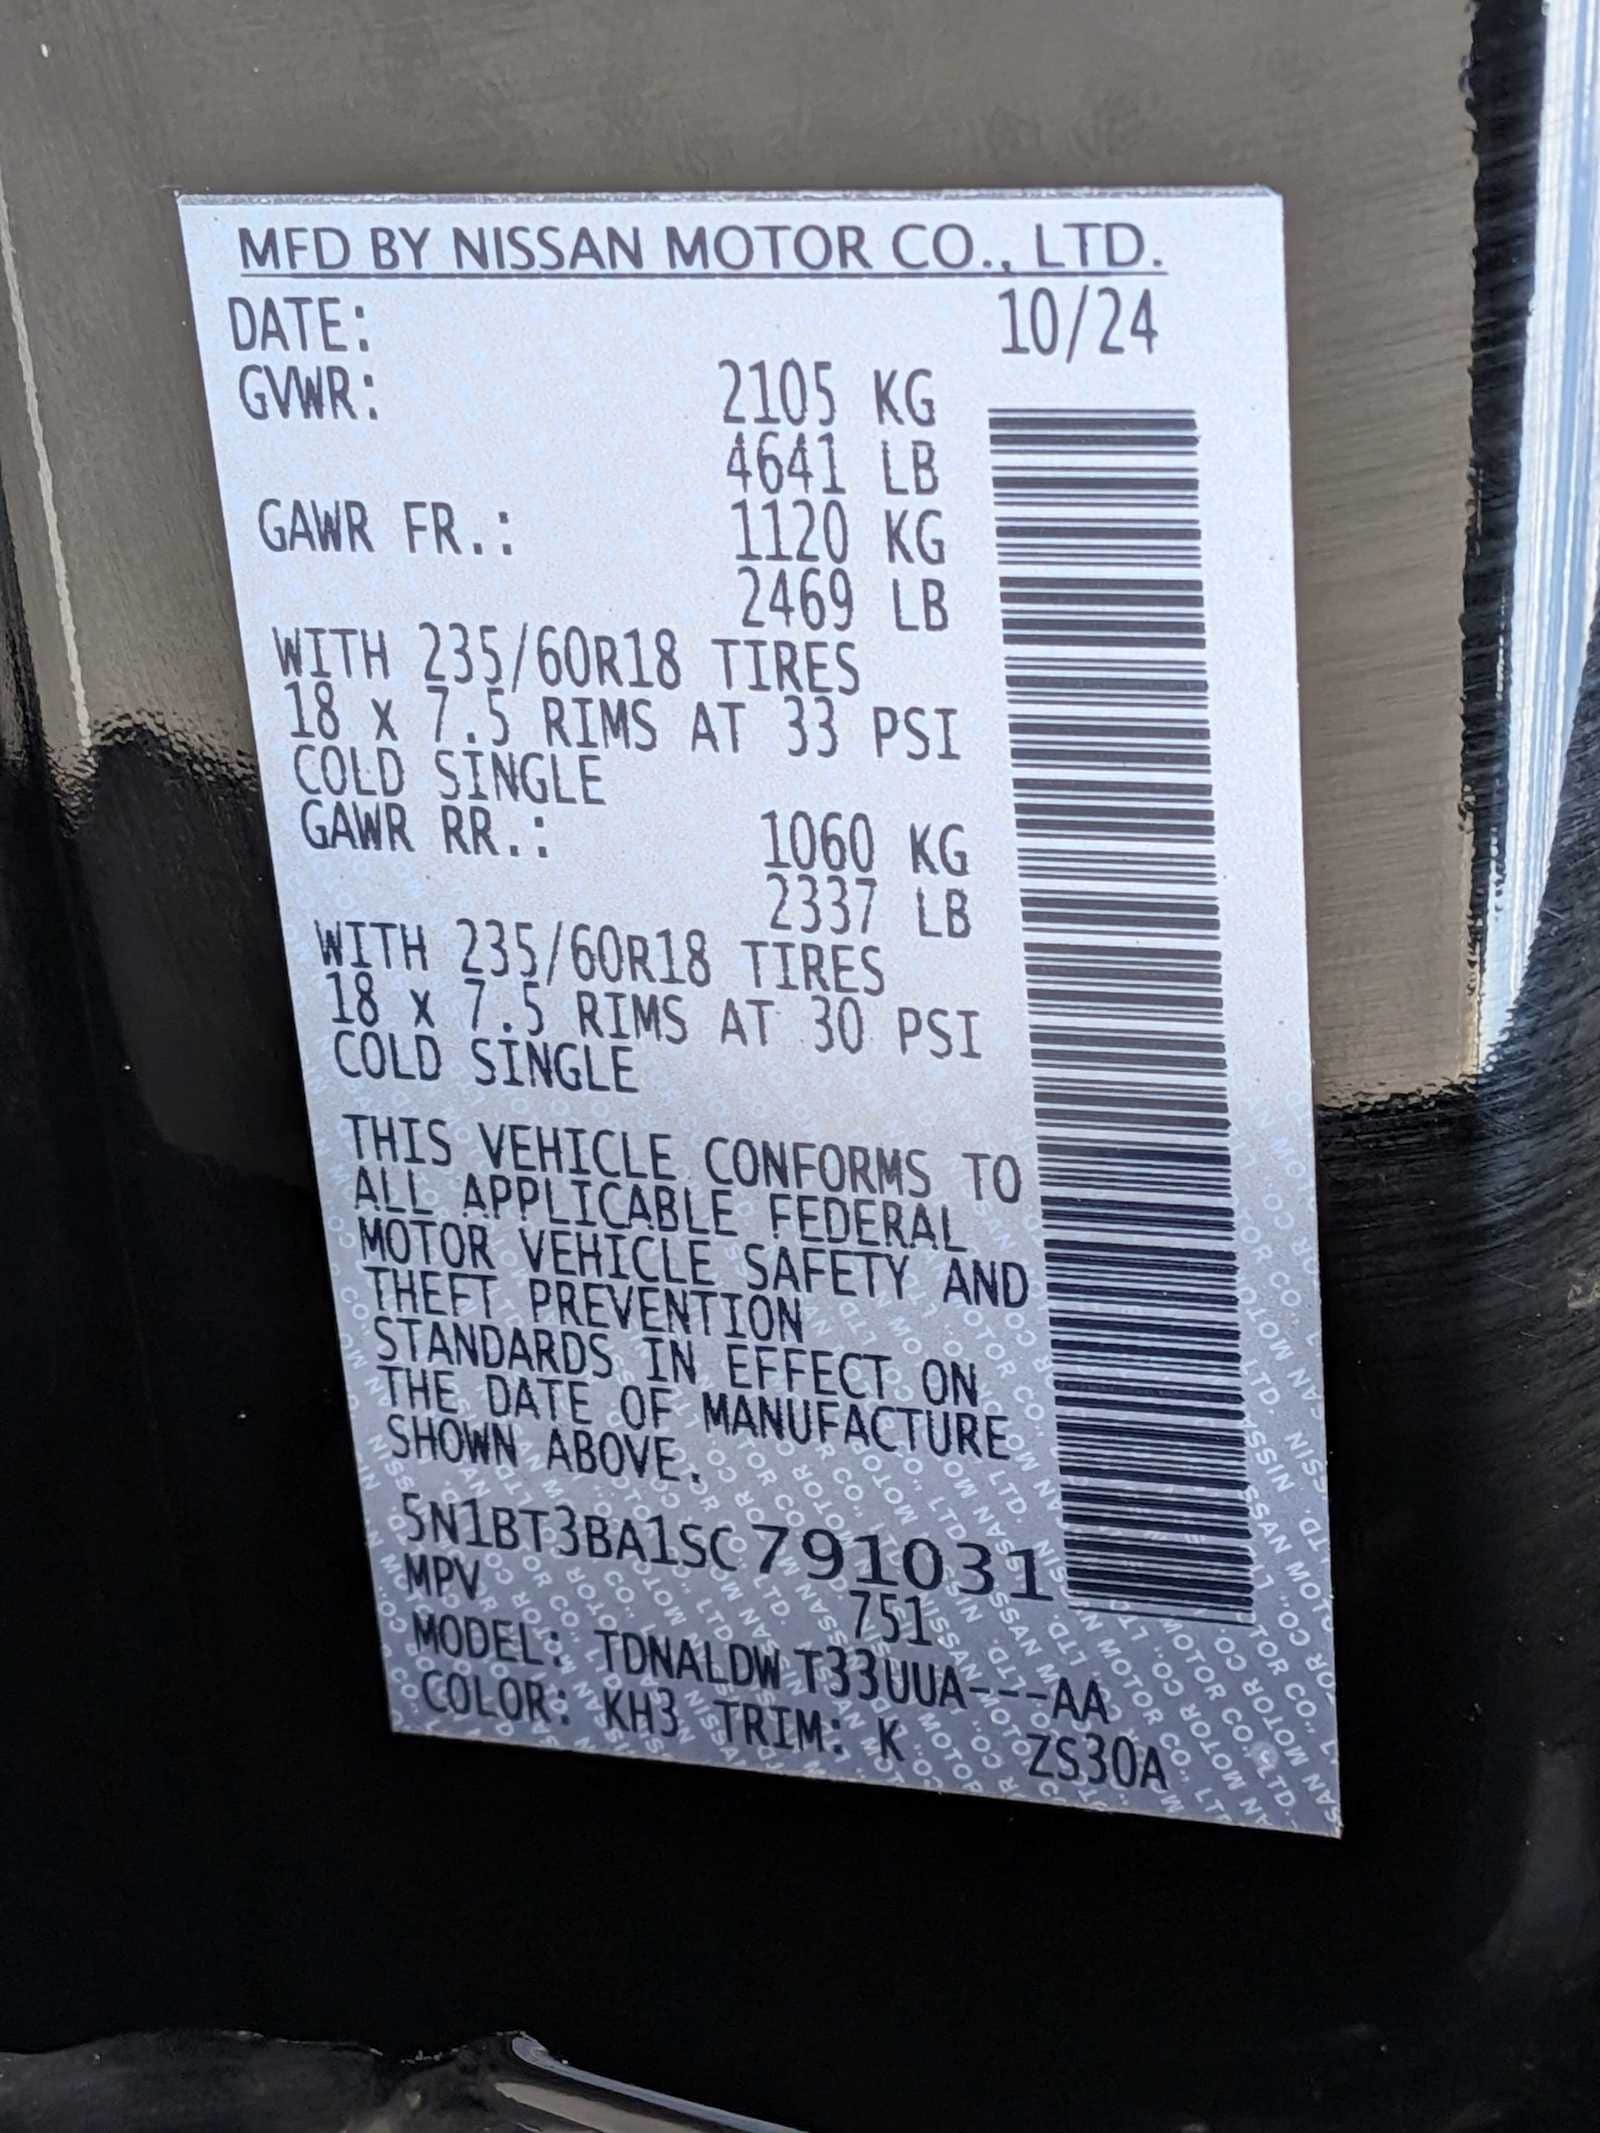 MFD BY NISSAN MOTOR CO., LTD.
DATE: 10/24
GVWR: 2105 KG
4641 LB
GAWR FR.: 1120 KG
2469 LB
WITH 235/60R18 TIRES
18 x 7.5 RIMS AT 33 PSI
COLD SINGLE
GAWR RR.: 1060 KG
2337 LB
WITH 235/60R18 TIRES
18 x 7.5 RIMS AT 30 PSI
COLD SINGLE
THIS VEHICLE CONFORMS TO
ALL APPLICABLE FEDERAL
MOTOR VEHICLE SAFETY AND
THEFT PREVENTION
STANDARDS IN EFFECT ON
THE DATE OF MANUFACTURE
SHOWN ABOVE.
5N1BT3BA1SC791031
MPV 751
MODEL: TDNALDW T33UUA---AA
COLOR: KH3 TRIM: K ZS30A